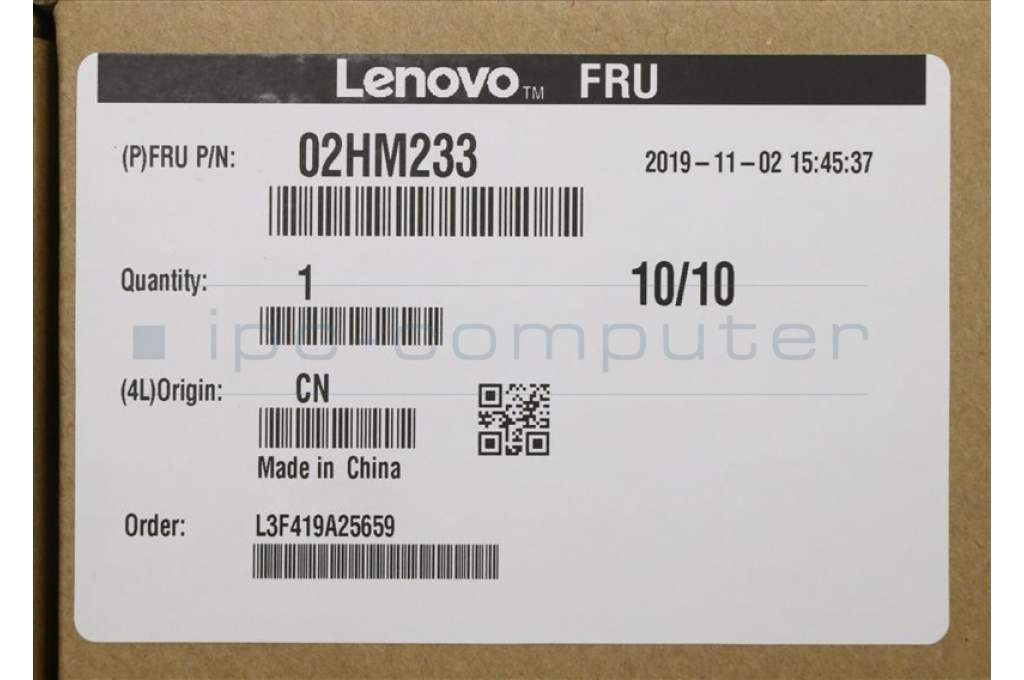 Lenovo™ FRU
(P)FRU P/N: 02HM233 2019-11-02 15:45:37
Quantity: 1 10/10
ipc-computer
(4L)Origin: CN
Made in China
Order: L3F419A25659